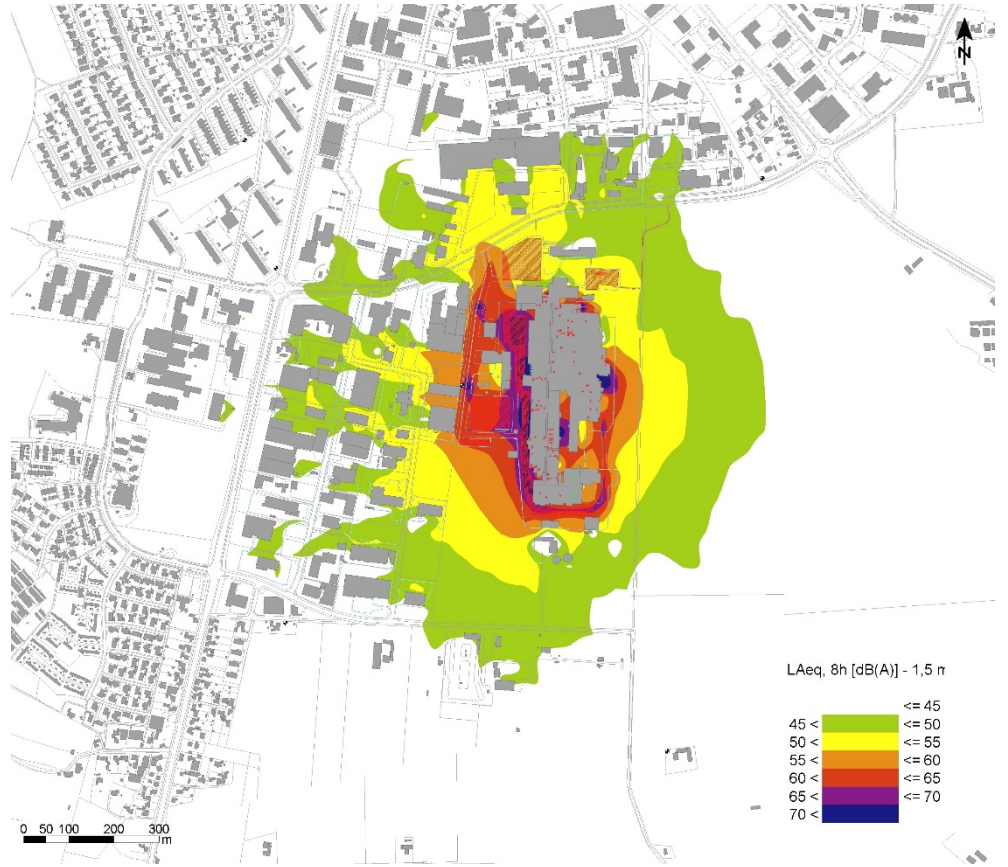 N
LAeq, 8h [dB(A)] - 1,5 m
<= 45
45 < <= 50
50 < <= 55
55 < <= 60
60 < <= 65
65 < <= 70
70 <
0 50 100 200 300
m